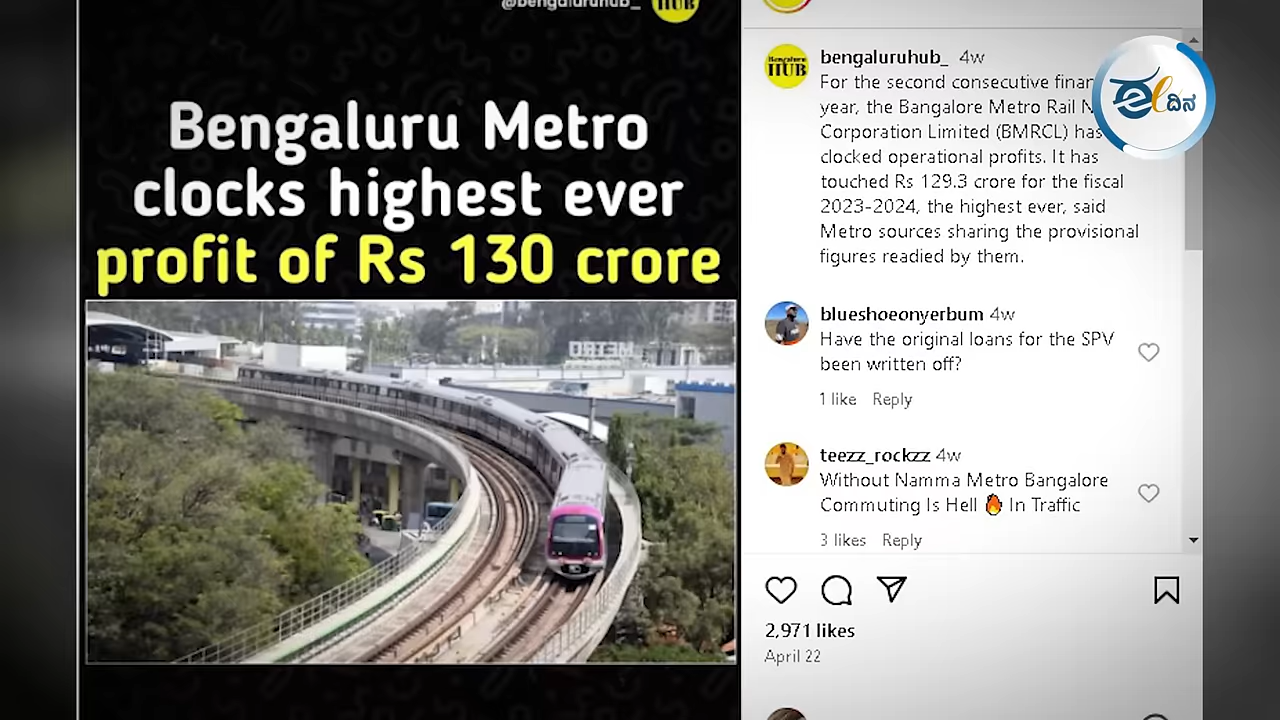 @bengaluruhub_
HUB
Bengaluru Metro
clocks highest ever
profit of Rs 130 crore
METRO
Bengaluru
HUB
bengaluruhub_ 4w
For the second consecutive finan
year, the Bangalore Metro Rail
Corporation Limited (BMRCL) has
clocked operational profits. It has
touched Rs 129.3 crore for the fiscal
2023-2024, the highest ever, said
Metro sources sharing the provisional
figures readied by them.
blueshoeonyerbum 4w
Have the original loans for the SPV
been written off?
1 like Reply
teezz_rockzz 4w
Without Namma Metro Bangalore
Commuting Is Hell 🔥 In Traffic
3 likes Reply
2,971 likes
April 22
ದಿನ